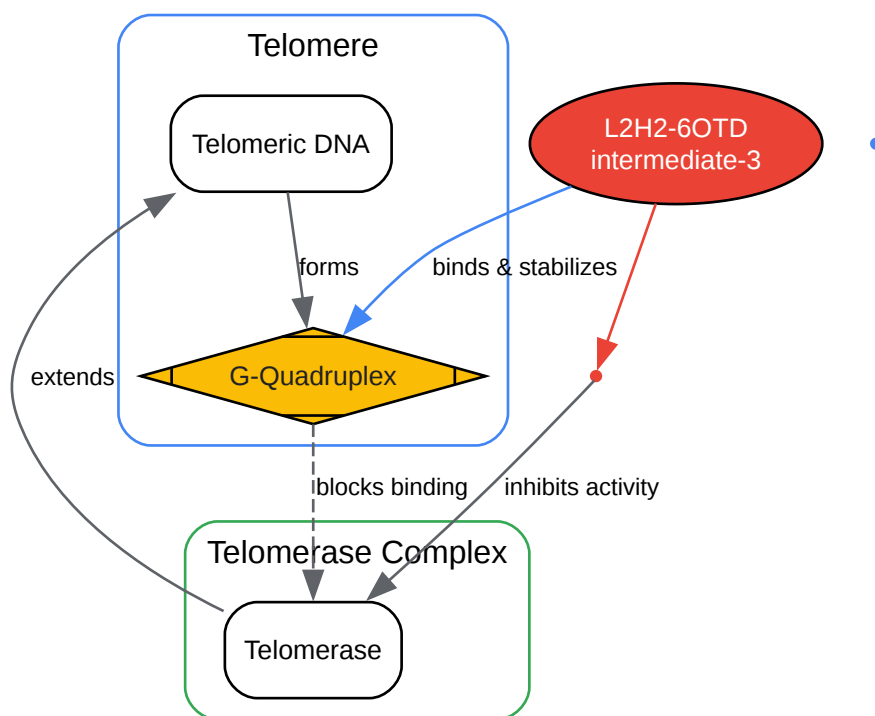 Telomere
Telomeric DNA
L2H2-6OTD
intermediate-3
forms
binds & stabilizes
G-Quadruplex
extends
blocks binding
inhibits activity
Telomerase Complex
Telomerase